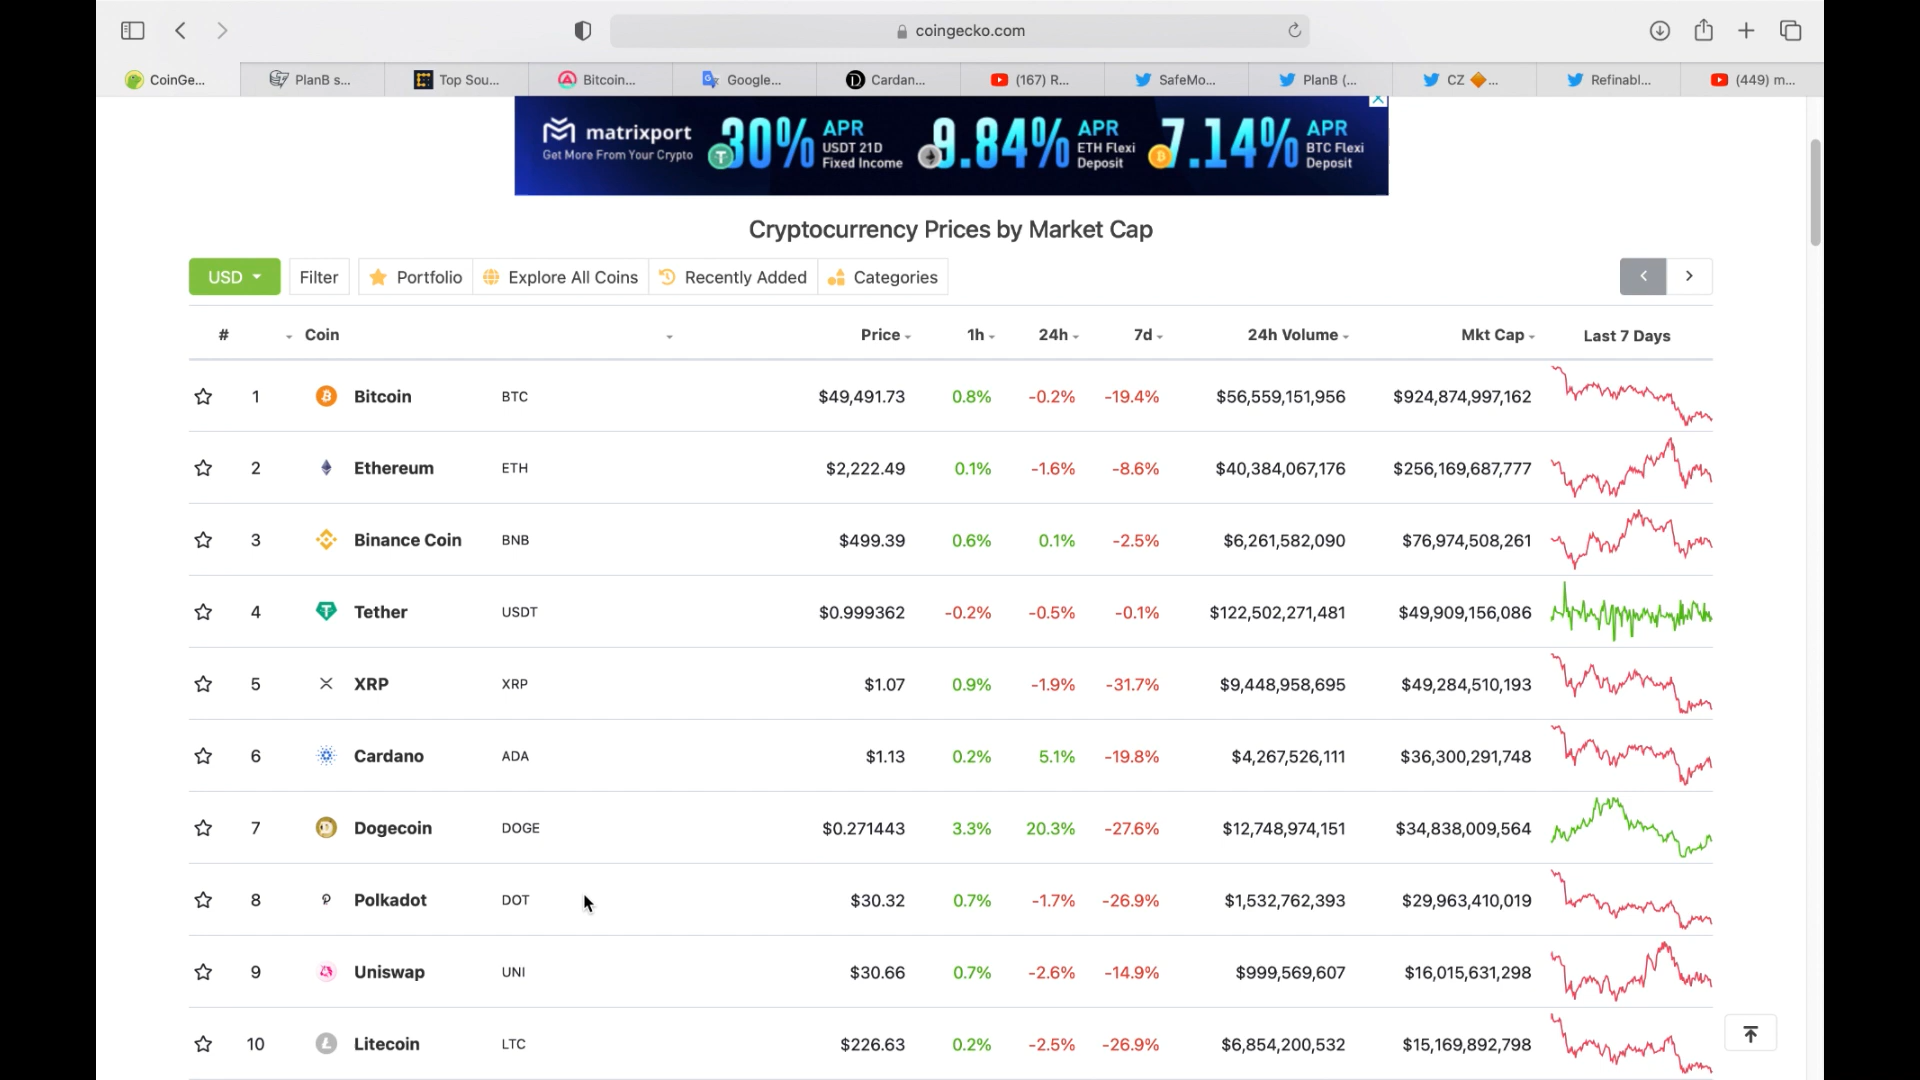 coingecko.com
CoinGe...
PlanB s...
Top Sou...
Bitcoin...
Google...
Cardan...
(167) R...
SafeMo...
PlanB (...
CZ 🔶...
Refinabl...
(449) m...
matrixport
Get More From Your Crypto
30% APR USDT 21D Fixed Income
9.84% APR ETH Flexi Deposit
7.14% APR BTC Flexi Deposit
Cryptocurrency Prices by Market Cap
USD Filter Portfolio Explore All Coins Recently Added Categories
# Coin Price 1h 24h 7d 24h Volume Mkt Cap Last 7 Days
1 Bitcoin BTC $49,491.73 0.8% -0.2% -19.4% $56,559,151,956 $924,874,997,162
2 Ethereum ETH $2,222.49 0.1% -1.6% -8.6% $40,384,067,176 $256,169,687,777
3 Binance Coin BNB $499.39 0.6% 0.1% -2.5% $6,261,582,090 $76,974,508,261
4 Tether USDT $0.999362 -0.2% -0.5% -0.1% $122,502,271,481 $49,909,156,086
5 XRP XRP $1.07 0.9% -1.9% -31.7% $9,448,958,695 $49,284,510,193
6 Cardano ADA $1.13 0.2% 5.1% -19.8% $4,267,526,111 $36,300,291,748
7 Dogecoin DOGE $0.271443 3.3% 20.3% -27.6% $12,748,974,151 $34,838,009,564
8 Polkadot DOT $30.32 0.7% -1.7% -26.9% $1,532,762,393 $29,963,410,019
9 Uniswap UNI $30.66 0.7% -2.6% -14.9% $999,569,607 $16,015,631,298
10 Litecoin LTC $226.63 0.2% -2.5% -26.9% $6,854,200,532 $15,169,892,798